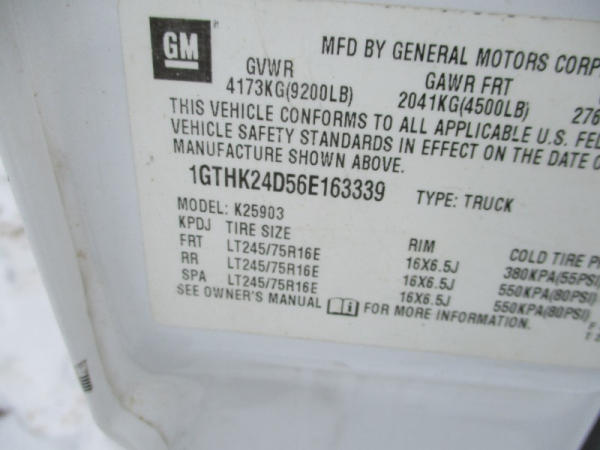 GM
MFD BY GENERAL MOTORS CORP
GVWR GAWR FRT
4173KG(9200LB) 2041KG(4500LB) 276
THIS VEHICLE CONFORMS TO ALL APPLICABLE U.S. FED
VEHICLE SAFETY STANDARDS IN EFFECT ON THE DATE O
MANUFACTURE SHOWN ABOVE.
1GTHK24D56E163339 TYPE: TRUCK
MODEL: K25903
KPDJ TIRE SIZE RIM COLD TIRE P
FRT LT245/75R16E 16X6.5J 380KPA(55PSI)
RR LT245/75R16E 16X6.5J 550KPA(80PSI)
SPA LT245/75R16E 16X6.5J 550KPA(80PSI)
SEE OWNER'S MANUAL FOR MORE INFORMATION.